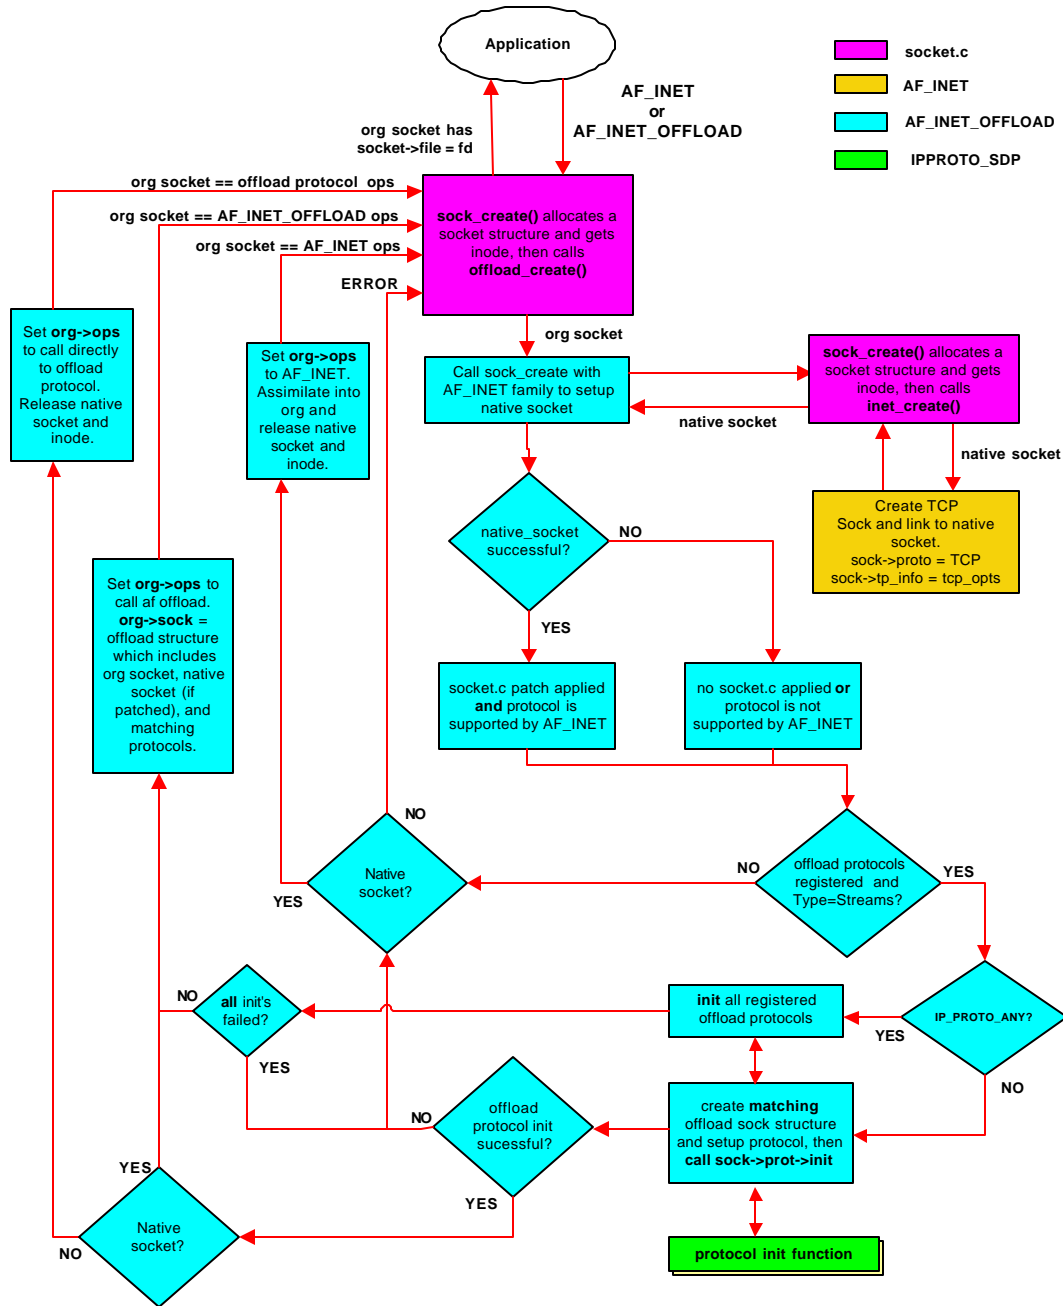 Application
socket.c
AF_INET
AF_INET_OFFLOAD
IPPROTO_SDP
AF_INET
or
AF_INET_OFFLOAD
org socket has
socket->file = fd
org socket == offload protocol ops
org socket == AF_INET_OFFLOAD ops
org socket == AF_INET ops
ERROR
sock_create() allocates a
socket structure and gets
inode, then calls
offload_create()
org socket
Set org->ops
to call directly
to offload
protocol.
Release native
socket and
inode.
Set org->ops
to AF_INET.
Assimilate into
org and
release native
socket and
inode.
Call sock_create with
AF_INET family to setup
native socket
sock_create() allocates a
socket structure and gets
inode, then calls
inet_create()
native socket
native socket
Create TCP
Sock and link to native
socket.
sock->proto = TCP
sock->tp_info = tcp_opts
native_socket
successful?
NO
YES
Set org->ops to
call af offload.
org->sock =
offload structure
which includes
org socket, native
socket (if
patched), and
matching
protocols.
socket.c patch applied
and protocol is
supported by AF_INET
no socket.c applied or
protocol is not
supported by AF_INET
NO
Native
socket?
YES
NO
offload protocols
registered and
Type=Streams?
YES
NO
all init's
failed?
YES
init all registered
offload protocols
YES
IP_PROTO_ANY?
NO
NO
offload
protocol init
sucessful?
YES
create matching
offload sock structure
and setup protocol, then
call sock->prot->init
YES
Native
socket?
NO
protocol init function